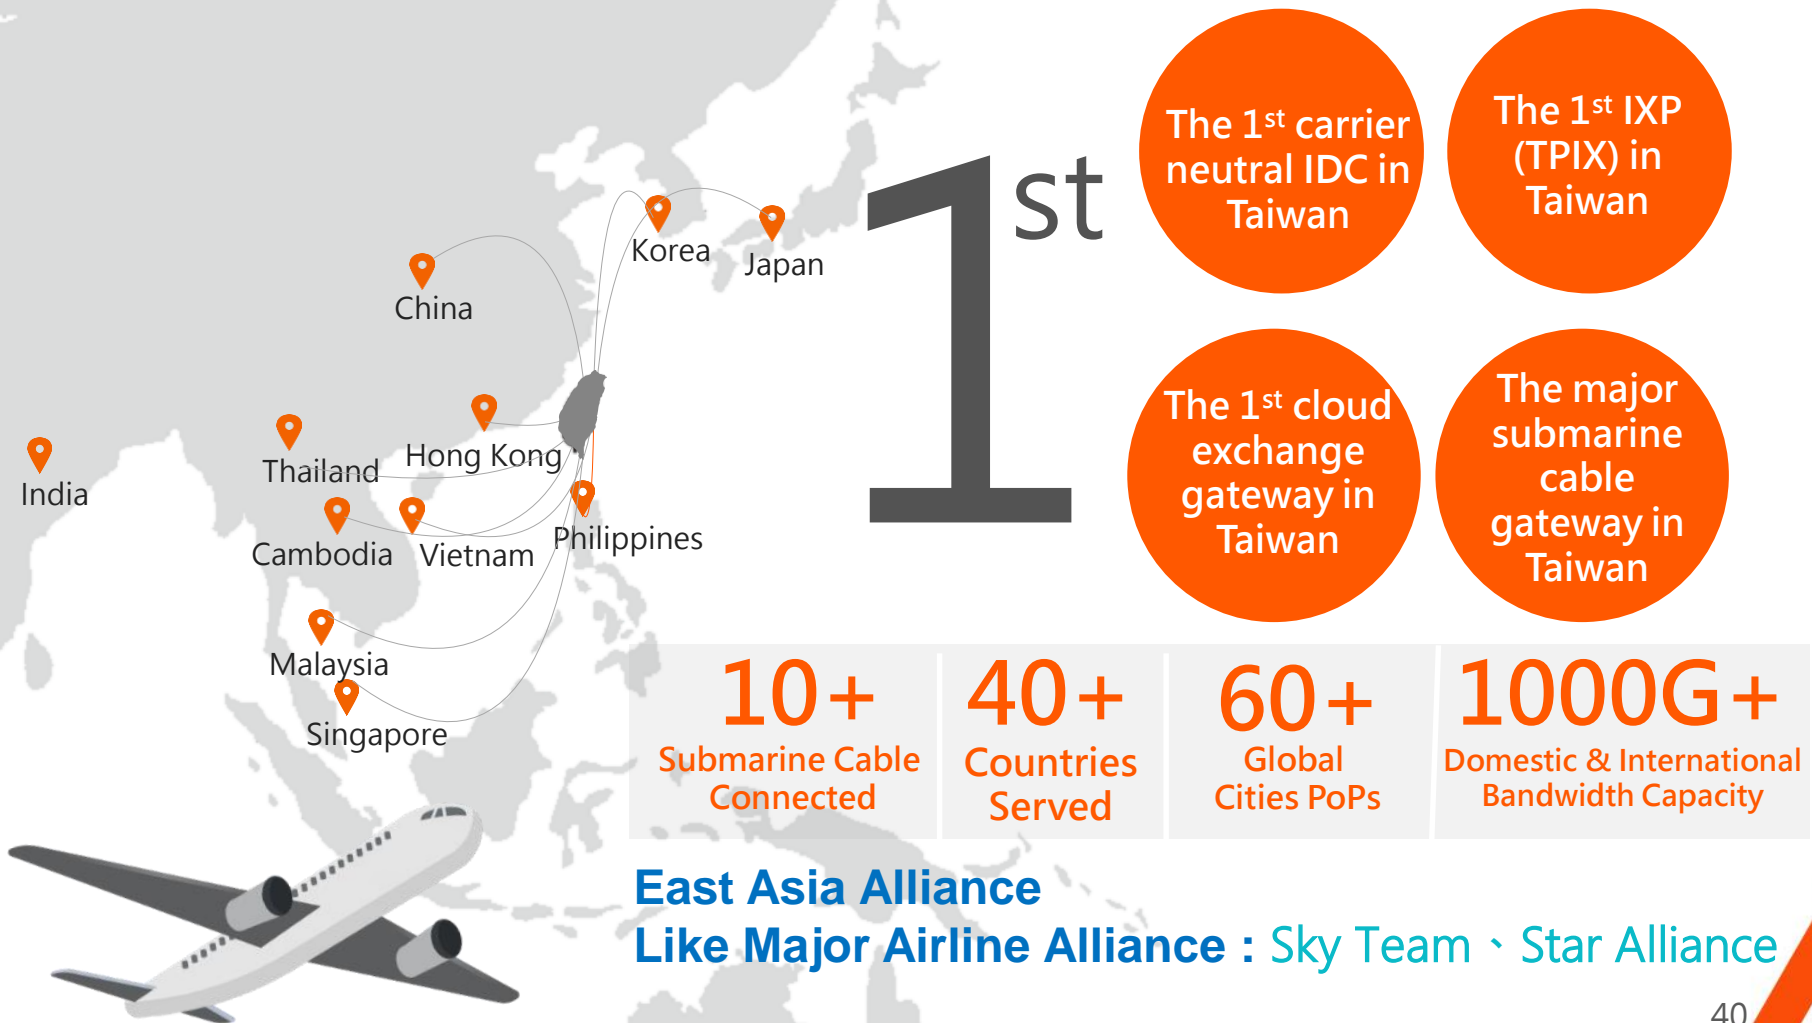 Korea
Japan
China
Hong Kong
Thailand
India
Cambodia
Vietnam
Philippines
Malaysia
Singapore
1st
The 1st carrier
neutral IDC in
Taiwan
The 1st IXP
(TPIX) in
Taiwan
The 1st cloud
exchange
gateway in
Taiwan
The major
submarine
cable
gateway in
Taiwan
10+
Submarine Cable
Connected
40+
Countries
Served
60+
Global
Cities PoPs
1000G+
Domestic & International
Bandwidth Capacity
East Asia Alliance
Like Major Airline Alliance : Sky Team、Star Alliance
40